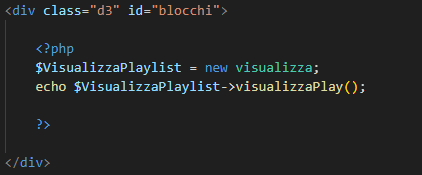 <div class="d3" id="blocchi">
<?php
$VisualizzaPlaylist = new visualizza;
echo $VisualizzaPlaylist->visualizzaPlay();
?>
</div>